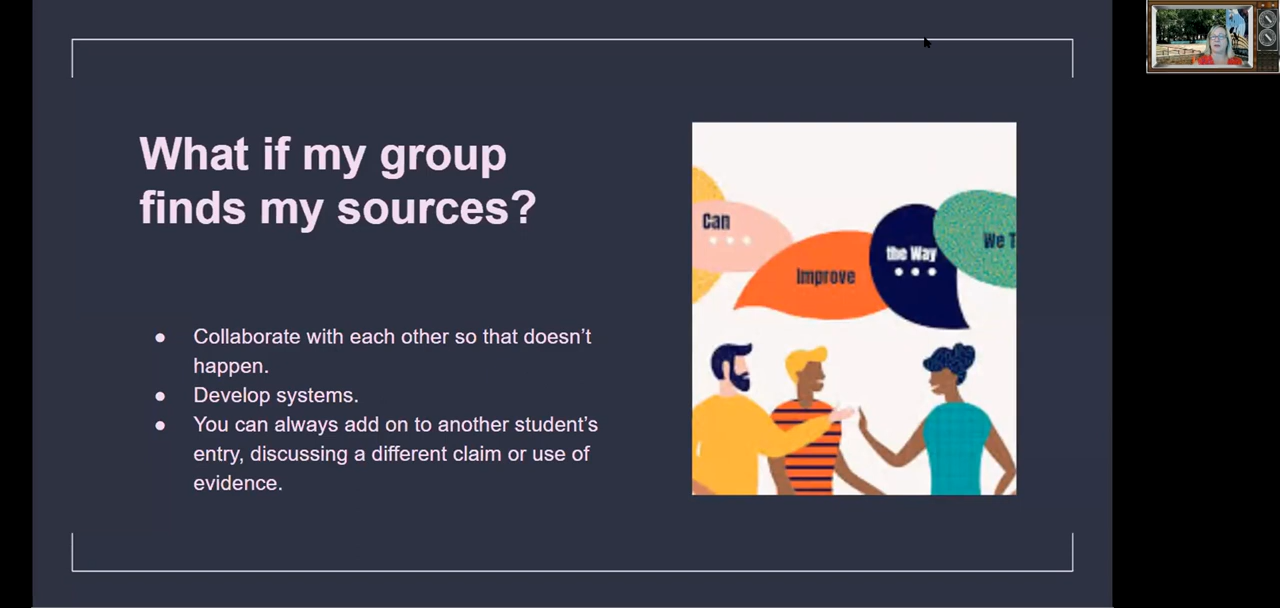 What if my group
finds my sources?
● Collaborate with each other so that doesn’t
happen.
● Develop systems.
● You can always add on to another student’s
entry, discussing a different claim or use of
evidence.
Can
Improve
the Way
We T